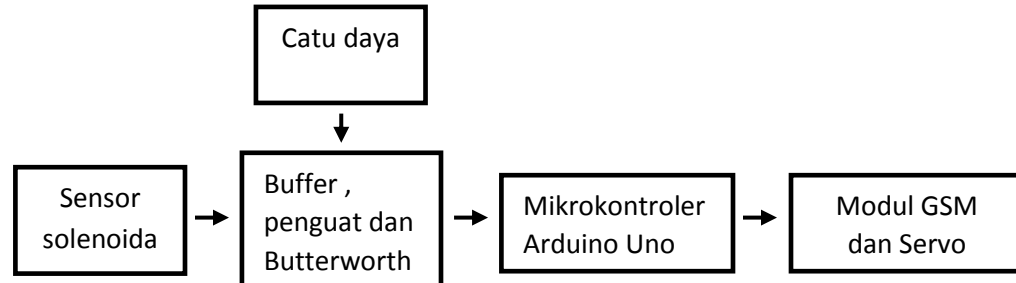 Catu daya
Sensor
solenoida
Buffer ,
penguat dan
Butterworth
Mikrokontroler
Arduino Uno
Modul GSM
dan Servo